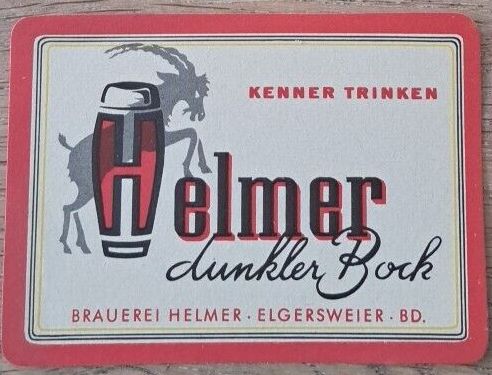 KENNER TRINKEN
Helmer
dunkler Bock
BRAUEREI HELMER · ELGERSWEIER · BD.